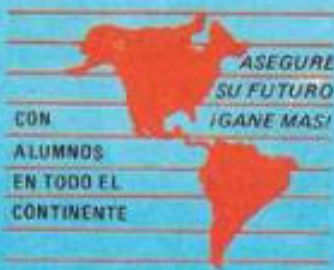 ASEGURE
SU FUTURO
¡GANE MAS!
CON
ALUMNOS
EN TODO EL
CONTINENTE